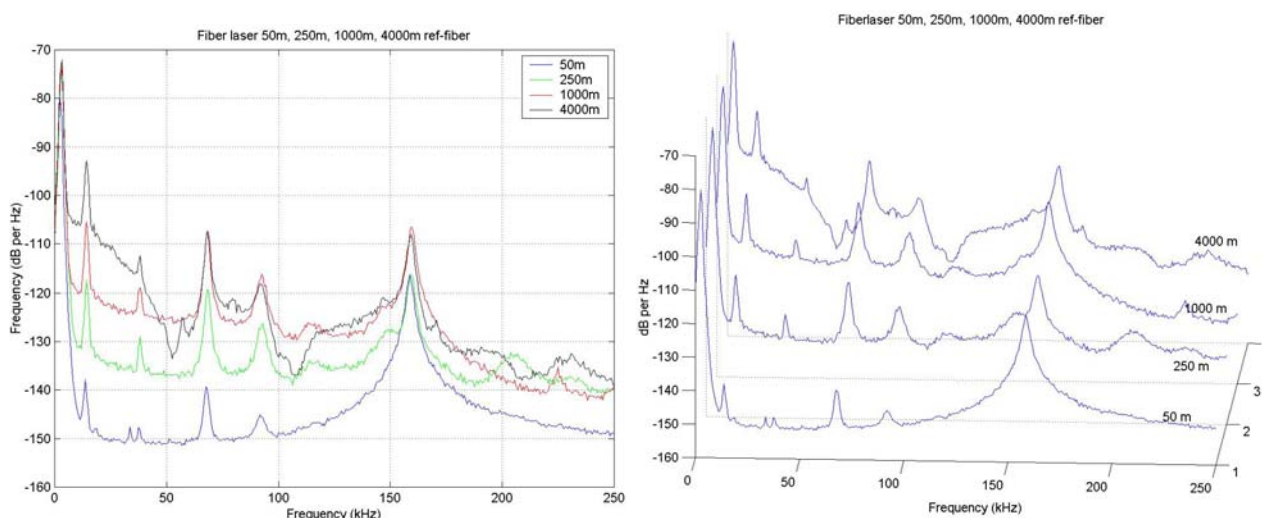 Fiber laser 50m, 250m, 1000m, 4000m ref-fiber
-70
-80
-90
-100
-110
-120
-130
-140
-150
-160
Frequency (dB per Hz)
50m
250m
1000m
4000m
0
50
100
150
200
250
Frequency (kHz)
Fiberlaser 50m, 250m, 1000m, 4000m ref-fiber
-70
-80
-90
-100
-110
-120
-130
-140
-150
-160
dB per Hz
4000 m
1000 m
250 m
50 m
3
2
1
0
50
100
150
200
250
Frequency (kHz)